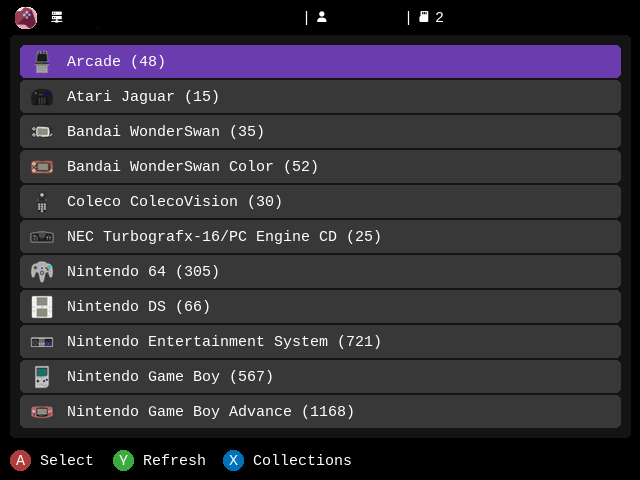 | | 2
Arcade (48)
Atari Jaguar (15)
Bandai WonderSwan (35)
Bandai WonderSwan Color (52)
Coleco ColecoVision (30)
NEC Turbografx-16/PC Engine CD (25)
Nintendo 64 (305)
Nintendo DS (66)
Nintendo Entertainment System (721)
Nintendo Game Boy (567)
Nintendo Game Boy Advance (1168)
A Select Y Refresh X Collections